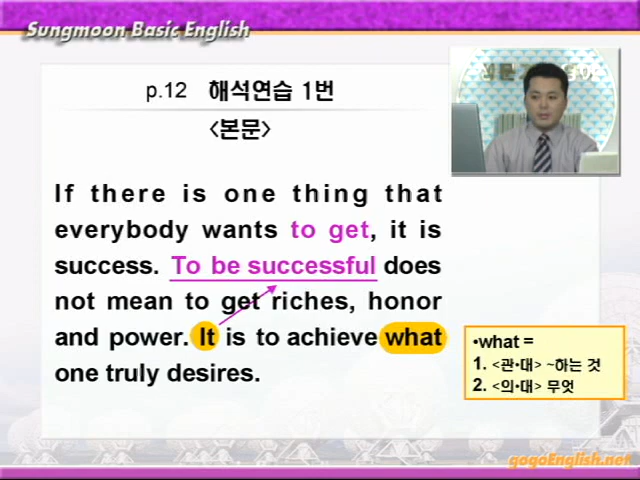 Sungmoon Basic English
p.12 해석연습 1번
<본문>
If there is one thing that
everybody wants to get, it is
success. To be successful does
not mean to get riches, honor
and power. It is to achieve what
one truly desires.
•what =
1. <관•대> ~하는 것
2. <의•대> 무엇
gogoEnglish.net